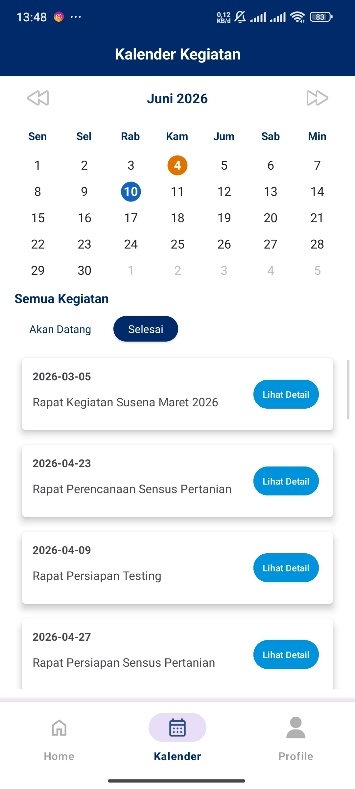 13:48 ... 0,12 KB/d 83
Kalender Kegiatan
Juni 2026
Sen Sel Rab Kam Jum Sab Min
1 2 3 4 5 6 7
8 9 10 11 12 13 14
15 16 17 18 19 20 21
22 23 24 25 26 27 28
29 30 1 2 3 4 5
Semua Kegiatan
Akan Datang Selesai
2026-03-05
Rapat Kegiatan Susena Maret 2026
Lihat Detail
2026-04-23
Rapat Perencanaan Sensus Pertanian
Lihat Detail
2026-04-09
Rapat Persiapan Testing
Lihat Detail
2026-04-27
Rapat Persiapan Sensus Pertanian
Lihat Detail
Home Kalender Profile